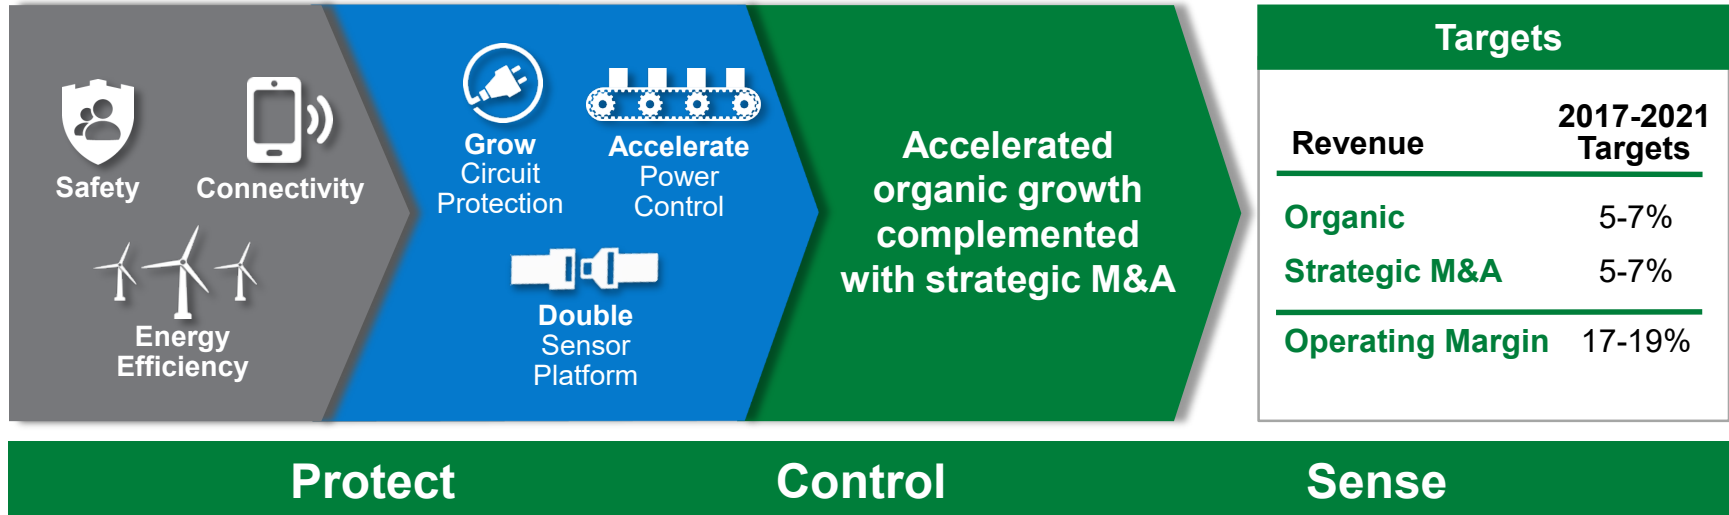 Safety
Connectivity
Energy
Efficiency
Grow
Circuit
Protection
Accelerate
Power
Control
Double
Sensor
Platform
Accelerated
organic growth
complemented
with strategic M&A
Targets
Revenue
2017-2021
Targets
Organic 5-7%
Strategic M&A 5-7%
Operating Margin 17-19%
Protect Control Sense